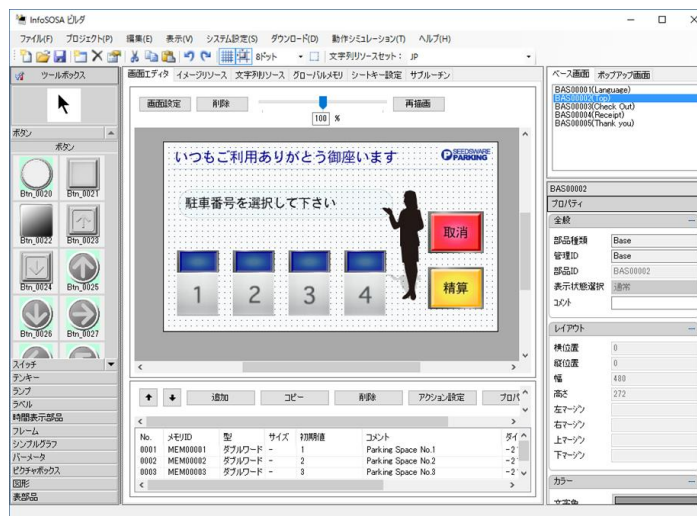 InfoSOSA ビルダ
ファイル(F) プロジェクト(P) 編集(E) 表示(V) システム設定(S) ダウンロード(D) 動作シミュレーション(T) ヘルプ(H)
8ドット 文字列リソースセット： JP
ツールボックス
ボタン
ボタン
Btn_0020 Btn_0021
Btn_0022 Btn_0023
Btn_0024 Btn_0025
Btn_0026 Btn_0027
スイッチ
テンキー
ランプ
ラベル
時間表示部品
フレーム
シンプルグラフ
バーメータ
ピクチャボックス
図形
表部品
画面エディタ イメージリソース 文字列リソース グローバルメモリ シートキー設定 サブルーチン
画面設定 削除 再描画
100 %
いつもご利用ありがとう御座います
SEEDSWARE
PARKING
駐車番号を選択して下さい
取消
1 2 3 4
精算
追加 コピー 削除 アクション設定 プロパ
No. メモリID 型 サイズ 初期値 コメント ダイ
0001 MEM00001 ダブルワード - 1 Parking Space No.1 -2
0002 MEM00002 ダブルワード - 2 Parking Space No.2 -2
0003 MEM00003 ダブルワード - 3 Parking Space No.3 -2
ベース画面 ポップアップ画面
BAS00001(Language)
BAS00002(Top)
BAS00003(Check Out)
BAS00004(Receipt)
BAS00005(Thank you)
BAS00002
プロパティ
全般
部品種類 Base
管理ID Base
部品ID BAS00002
表示状態選択 通常
コメント
レイアウト
横位置 0
縦位置 0
幅 480
高さ 272
左マージン
右マージン
上マージン
下マージン
カラー
文字色